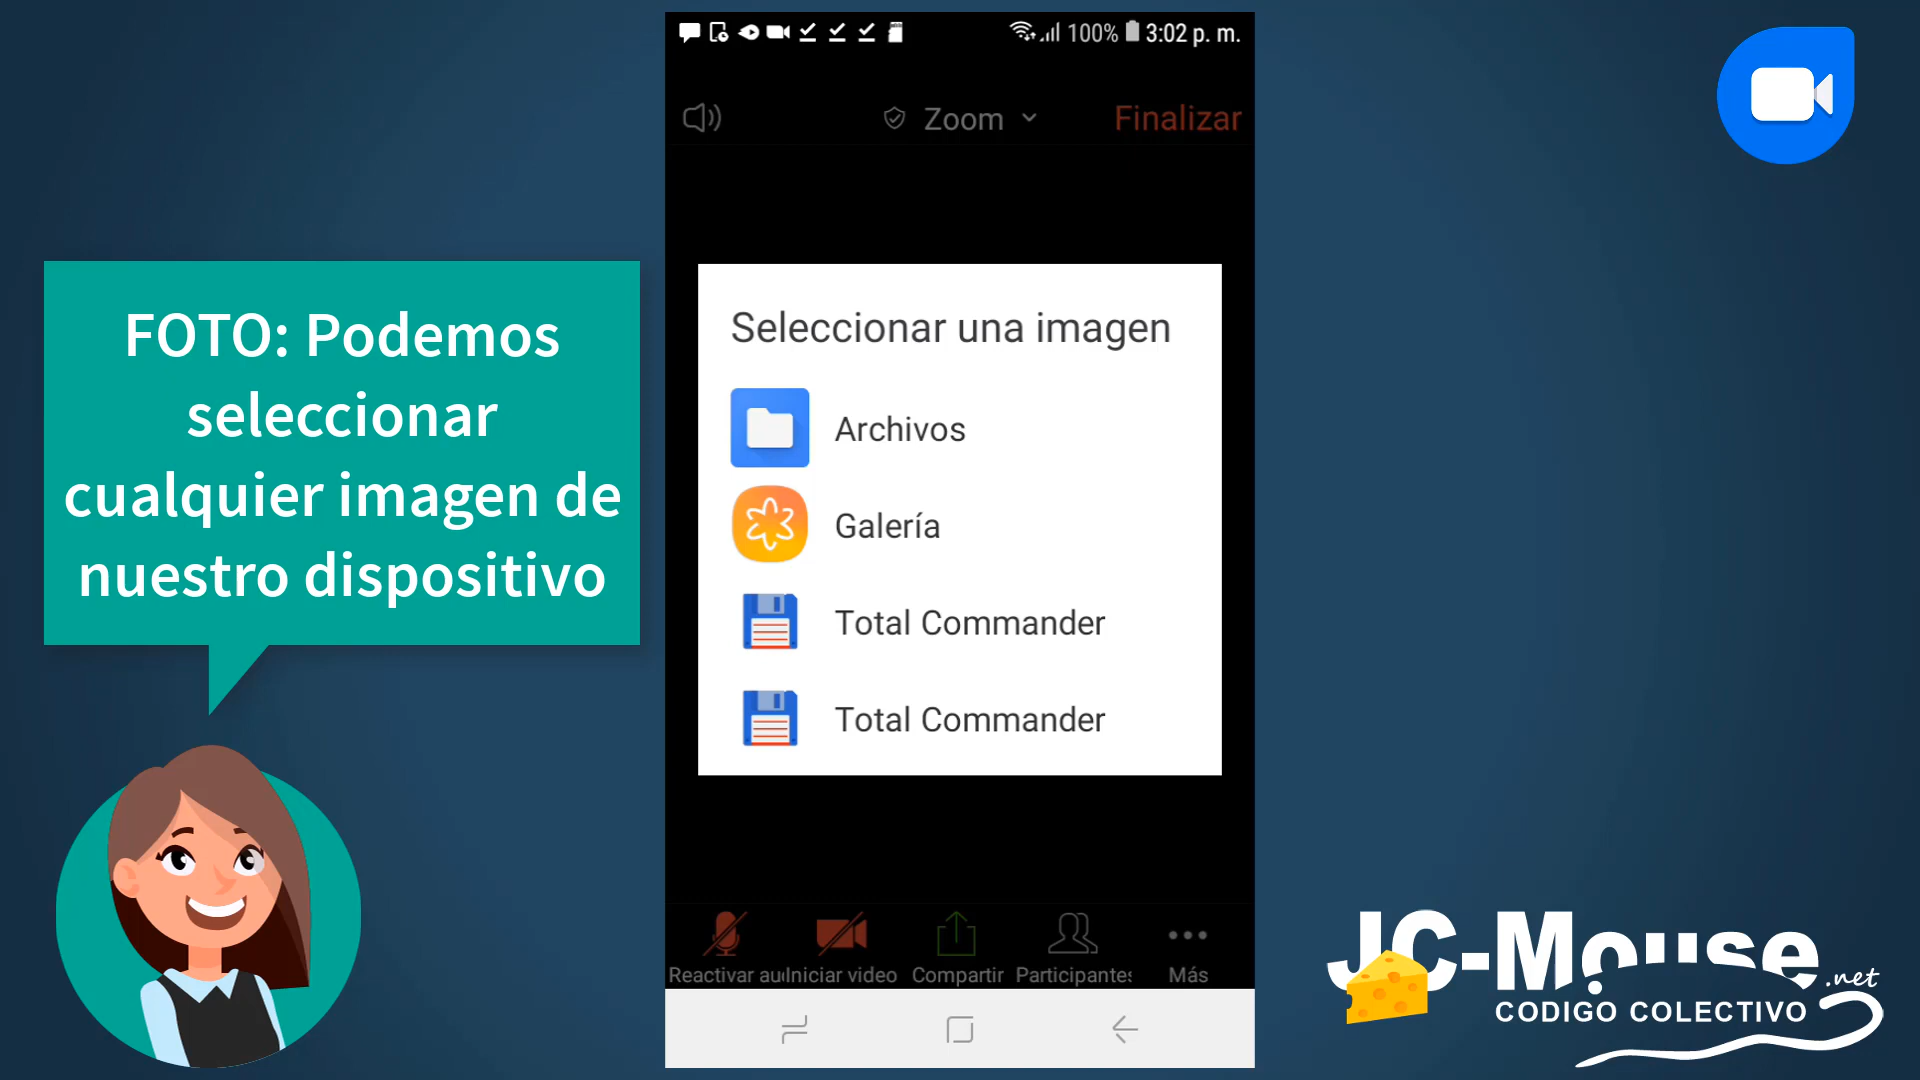 100% 3:02 p. m.
Zoom
Finalizar
FOTO: Podemos
seleccionar
cualquier imagen de
nuestro dispositivo
Seleccionar una imagen
Archivos
Galería
Total Commander
Total Commander
Reactivar au
Iniciar video
Compartir
Participantes
Más
JC-Mouse
.net
CODIGO COLECTIVO